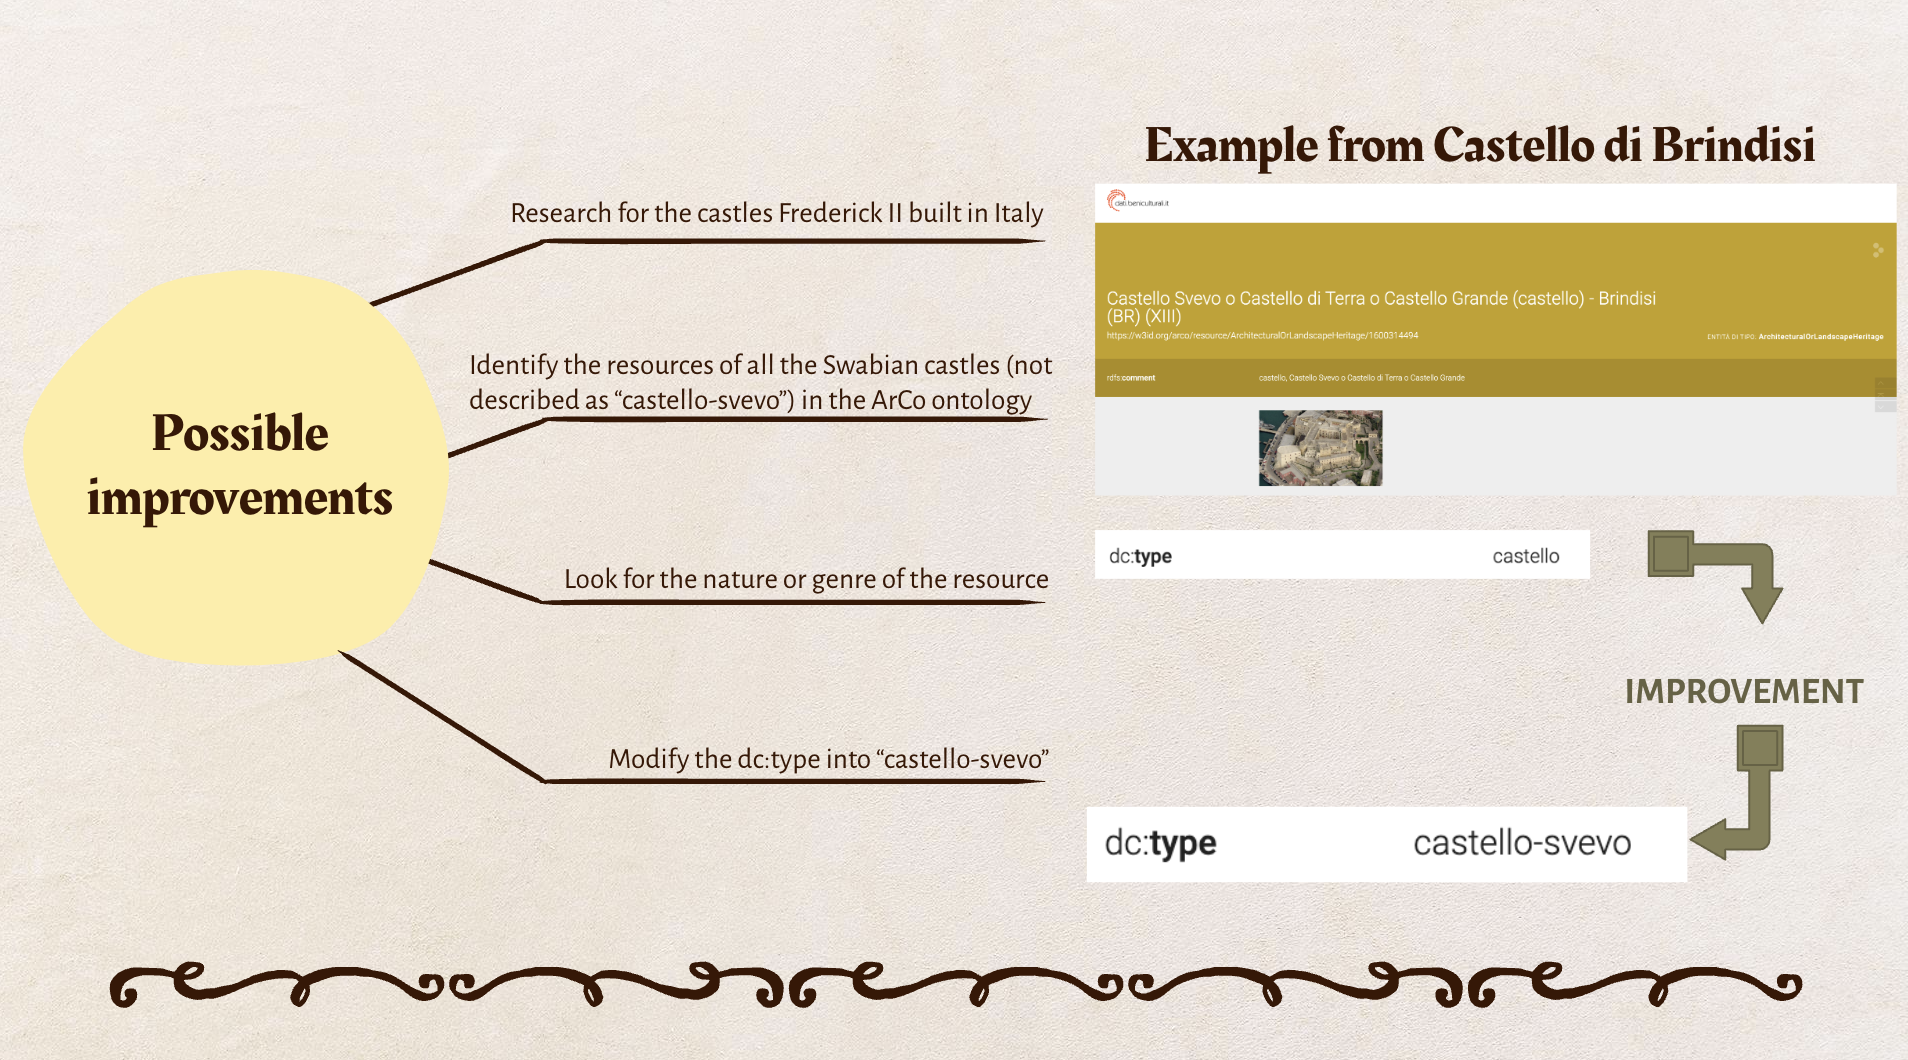 Possible
improvements
Research for the castles Frederick II built in Italy
Identify the resources of all the Swabian castles (not
described as “castello-svevo”) in the ArCo ontology
Look for the nature or genre of the resource
Modify the dc:type into “castello-svevo”
Example from Castello di Brindisi
dati.beniculturali.it
Castello Svevo o Castello di Terra o Castello Grande (castello) - Brindisi
(BR) (XIII)
https://w3id.org/arco/resource/ArchitecturalOrLandscapeHeritage/1600314494
ENTITÀ DI TIPO: ArchitecturalOrLandscapeHeritage
rdfs:comment castello, Castello Svevo o Castello di Terra o Castello Grande
dc:type castello
IMPROVEMENT
dc:type castello-svevo